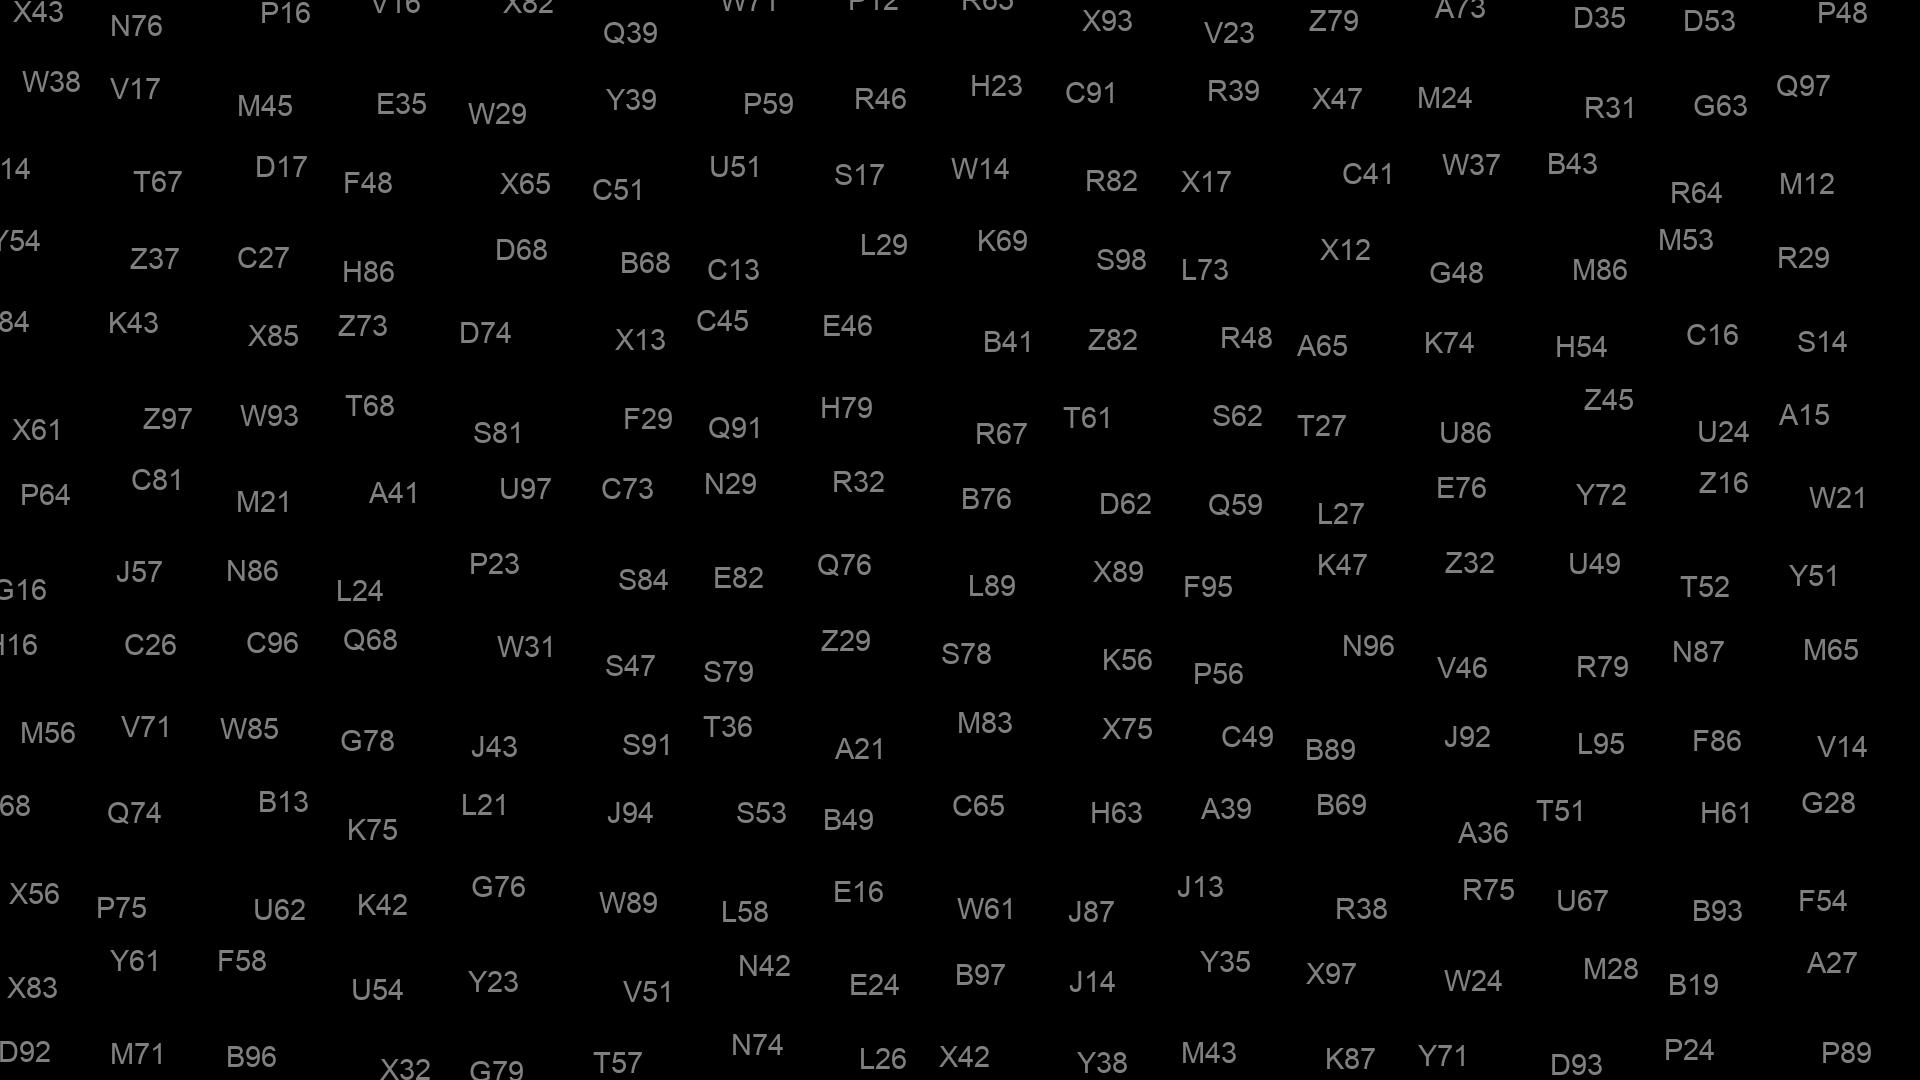 X43 N76 P16 V16 X82 Q39 W71 P12 R65 X93 V23 Z79 A73 D35 D53 P48
W38 V17 M45 E35 W29 Y39 P59 R46 H23 C91 R39 X47 M24 R31 G63 Q97
14 T67 D17 F48 X65 C51 U51 S17 W14 R82 X17 C41 W37 B43 R64 M12
Y54 Z37 C27 H86 D68 B68 C13 L29 K69 S98 L73 X12 G48 M86 M53 R29
84 K43 X85 Z73 D74 X13 C45 E46 B41 Z82 R48 A65 K74 H54 C16 S14
X61 Z97 W93 T68 S81 F29 Q91 H79 R67 T61 S62 T27 U86 Z45 U24 A15
P64 C81 M21 A41 U97 C73 N29 R32 B76 D62 Q59 L27 E76 Y72 Z16 W21
G16 J57 N86 L24 P23 S84 E82 Q76 L89 X89 F95 K47 Z32 U49 T52 Y51
H16 C26 C96 Q68 W31 S47 S79 Z29 S78 K56 P56 N96 V46 R79 N87 M65
M56 V71 W85 G78 J43 S91 T36 A21 M83 X75 C49 B89 J92 L95 F86 V14
68 Q74 B13 K75 L21 J94 S53 B49 C65 H63 A39 B69 A36 T51 H61 G28
X56 P75 U62 K42 G76 W89 L58 E16 W61 J87 J13 R38 R75 U67 B93 F54
X83 Y61 F58 U54 Y23 V51 N42 E24 B97 J14 Y35 X97 W24 M28 B19 A27
D92 M71 B96 X32 G79 T57 N74 L26 X42 Y38 M43 K87 Y71 D93 P24 P89